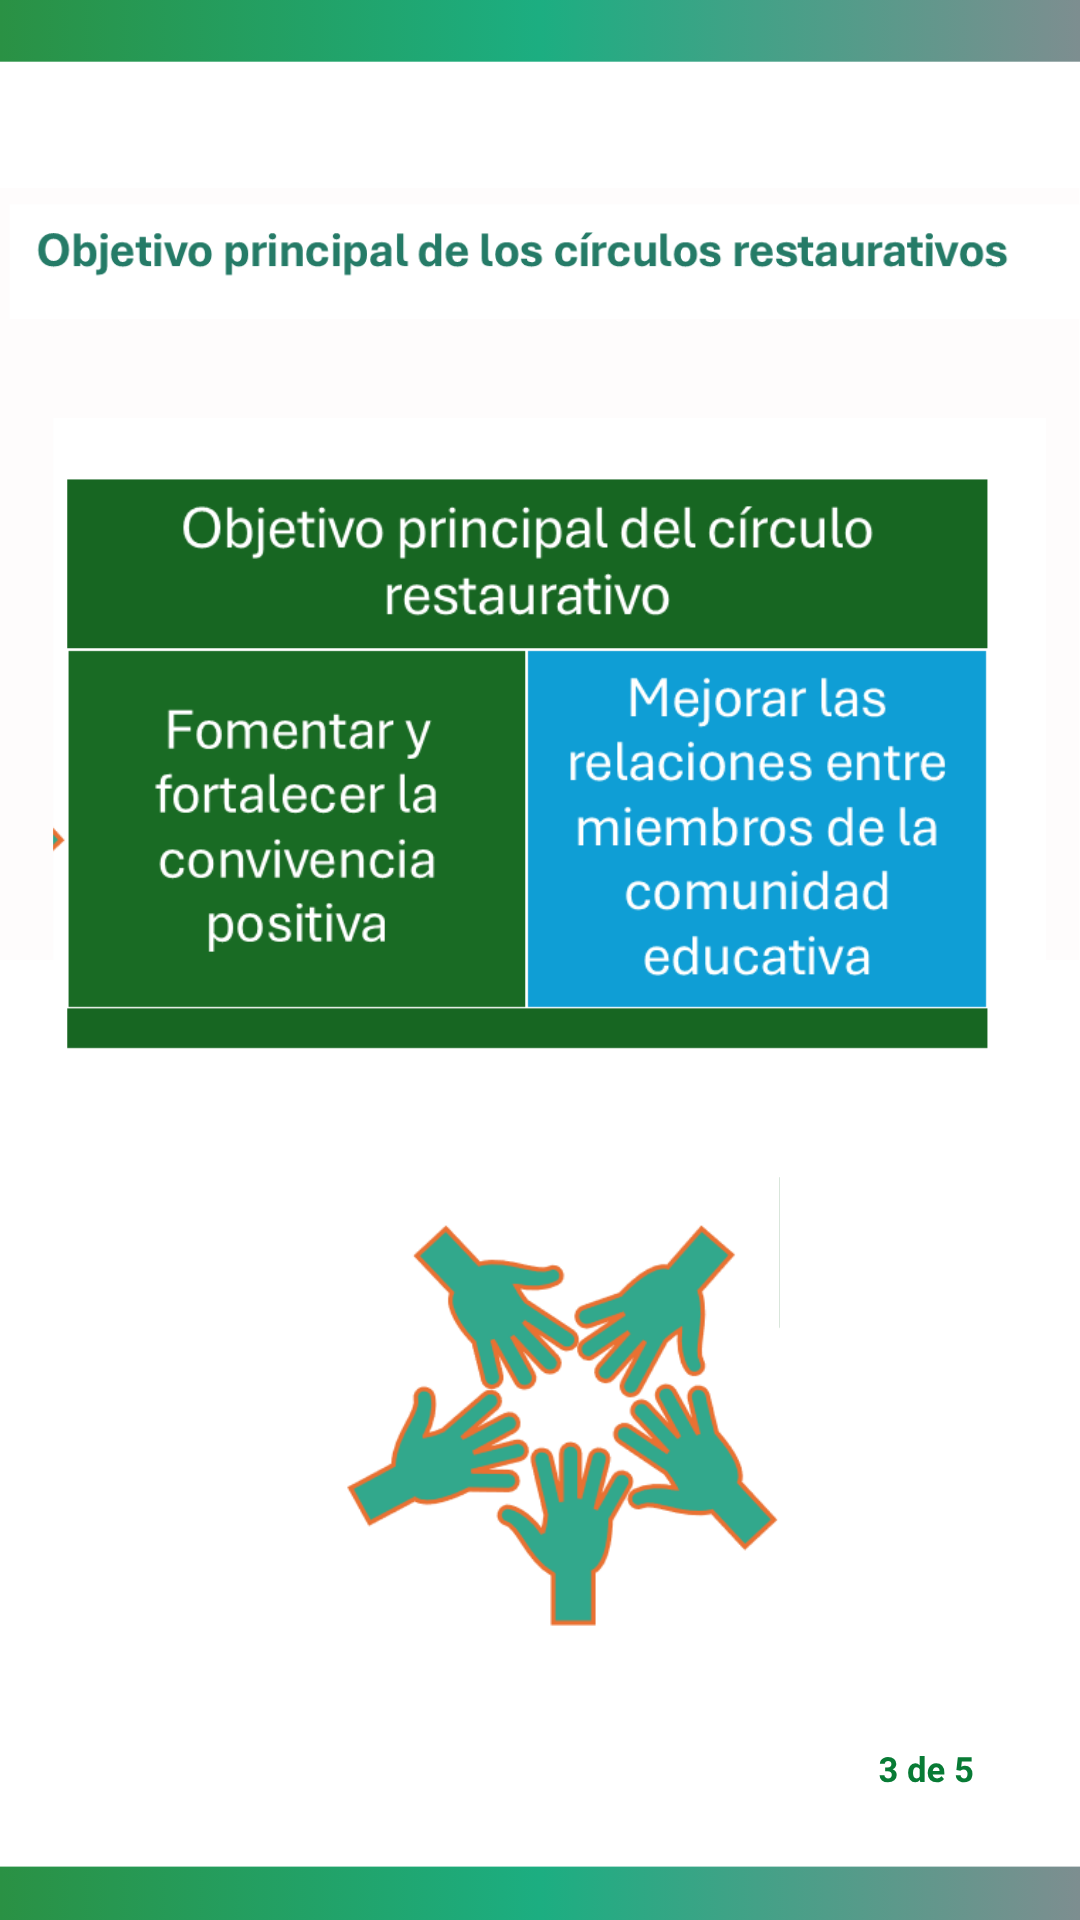 Objetivo principal de los círculos restaurativos
Objetivo principal del círculo
restaurativo
Fomentar y
fortalecer la
convivencia
positiva
Mejorar las
relaciones entre
miembros de la
comunidad
educativa
3 de 5